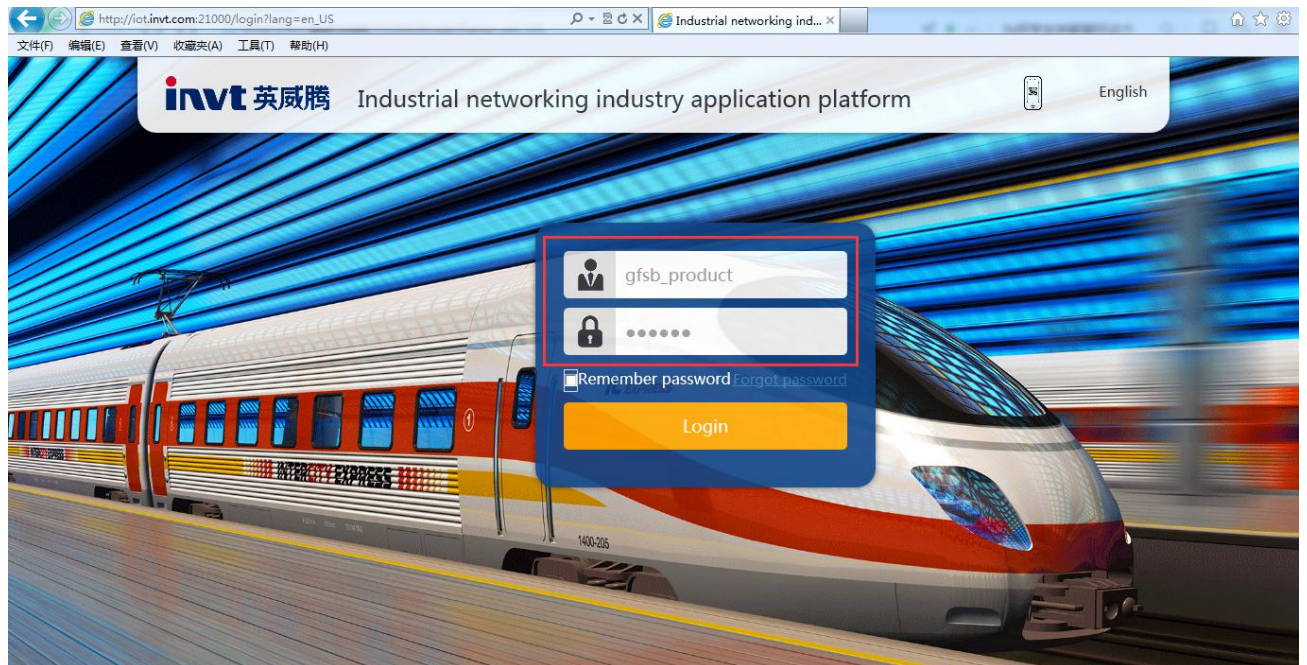 http://iot.invt.com:21000/login?lang=en_US
Industrial networking ind...
文件(F) 编辑(E) 查看(V) 收藏夹(A) 工具(T) 帮助(H)
invt 英威腾 Industrial networking industry application platform English
gfsb_product
Remember password Forgot password
Login
1
INTERCITY EXPRESS
1400-205